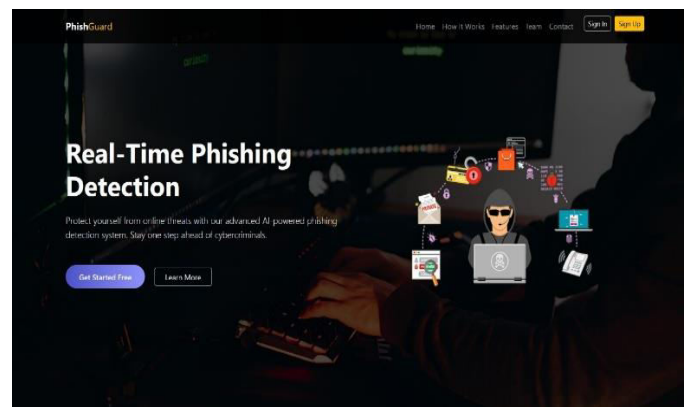 PhishGuard
Home How It Works Features Team Contact Sign In Sign Up
Real-Time Phishing
Detection
Protect yourself from online threats with our advanced AI-powered phishing
detection system. Stay one step ahead of cybercriminals.
Get Started Free Learn More